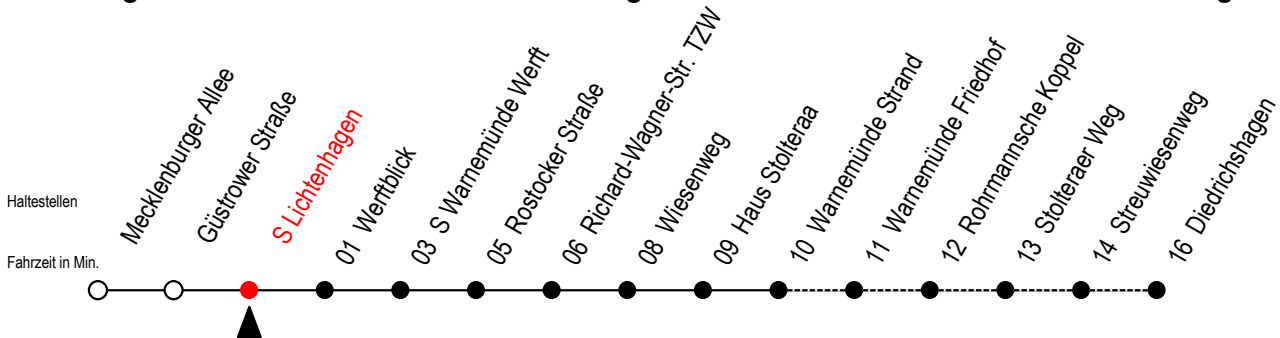 Haltestellen
Fahrzeit in Min.
Mecklenburger Allee
Güstrower Straße
S Lichtenhagen
01 Werftblick
03 S Warnemünde Werft
05 Rostocker Straße
06 Richard-Wagner-Str. TZW
08 Wiesenweg
09 Haus Stolteraa
10 Warnemünde Strand
11 Warnemünde Friedhof
12 Rohrmannsche Koppel
13 Stolteraer Weg
14 Streuwiesenweg
16 Diedrichshagen